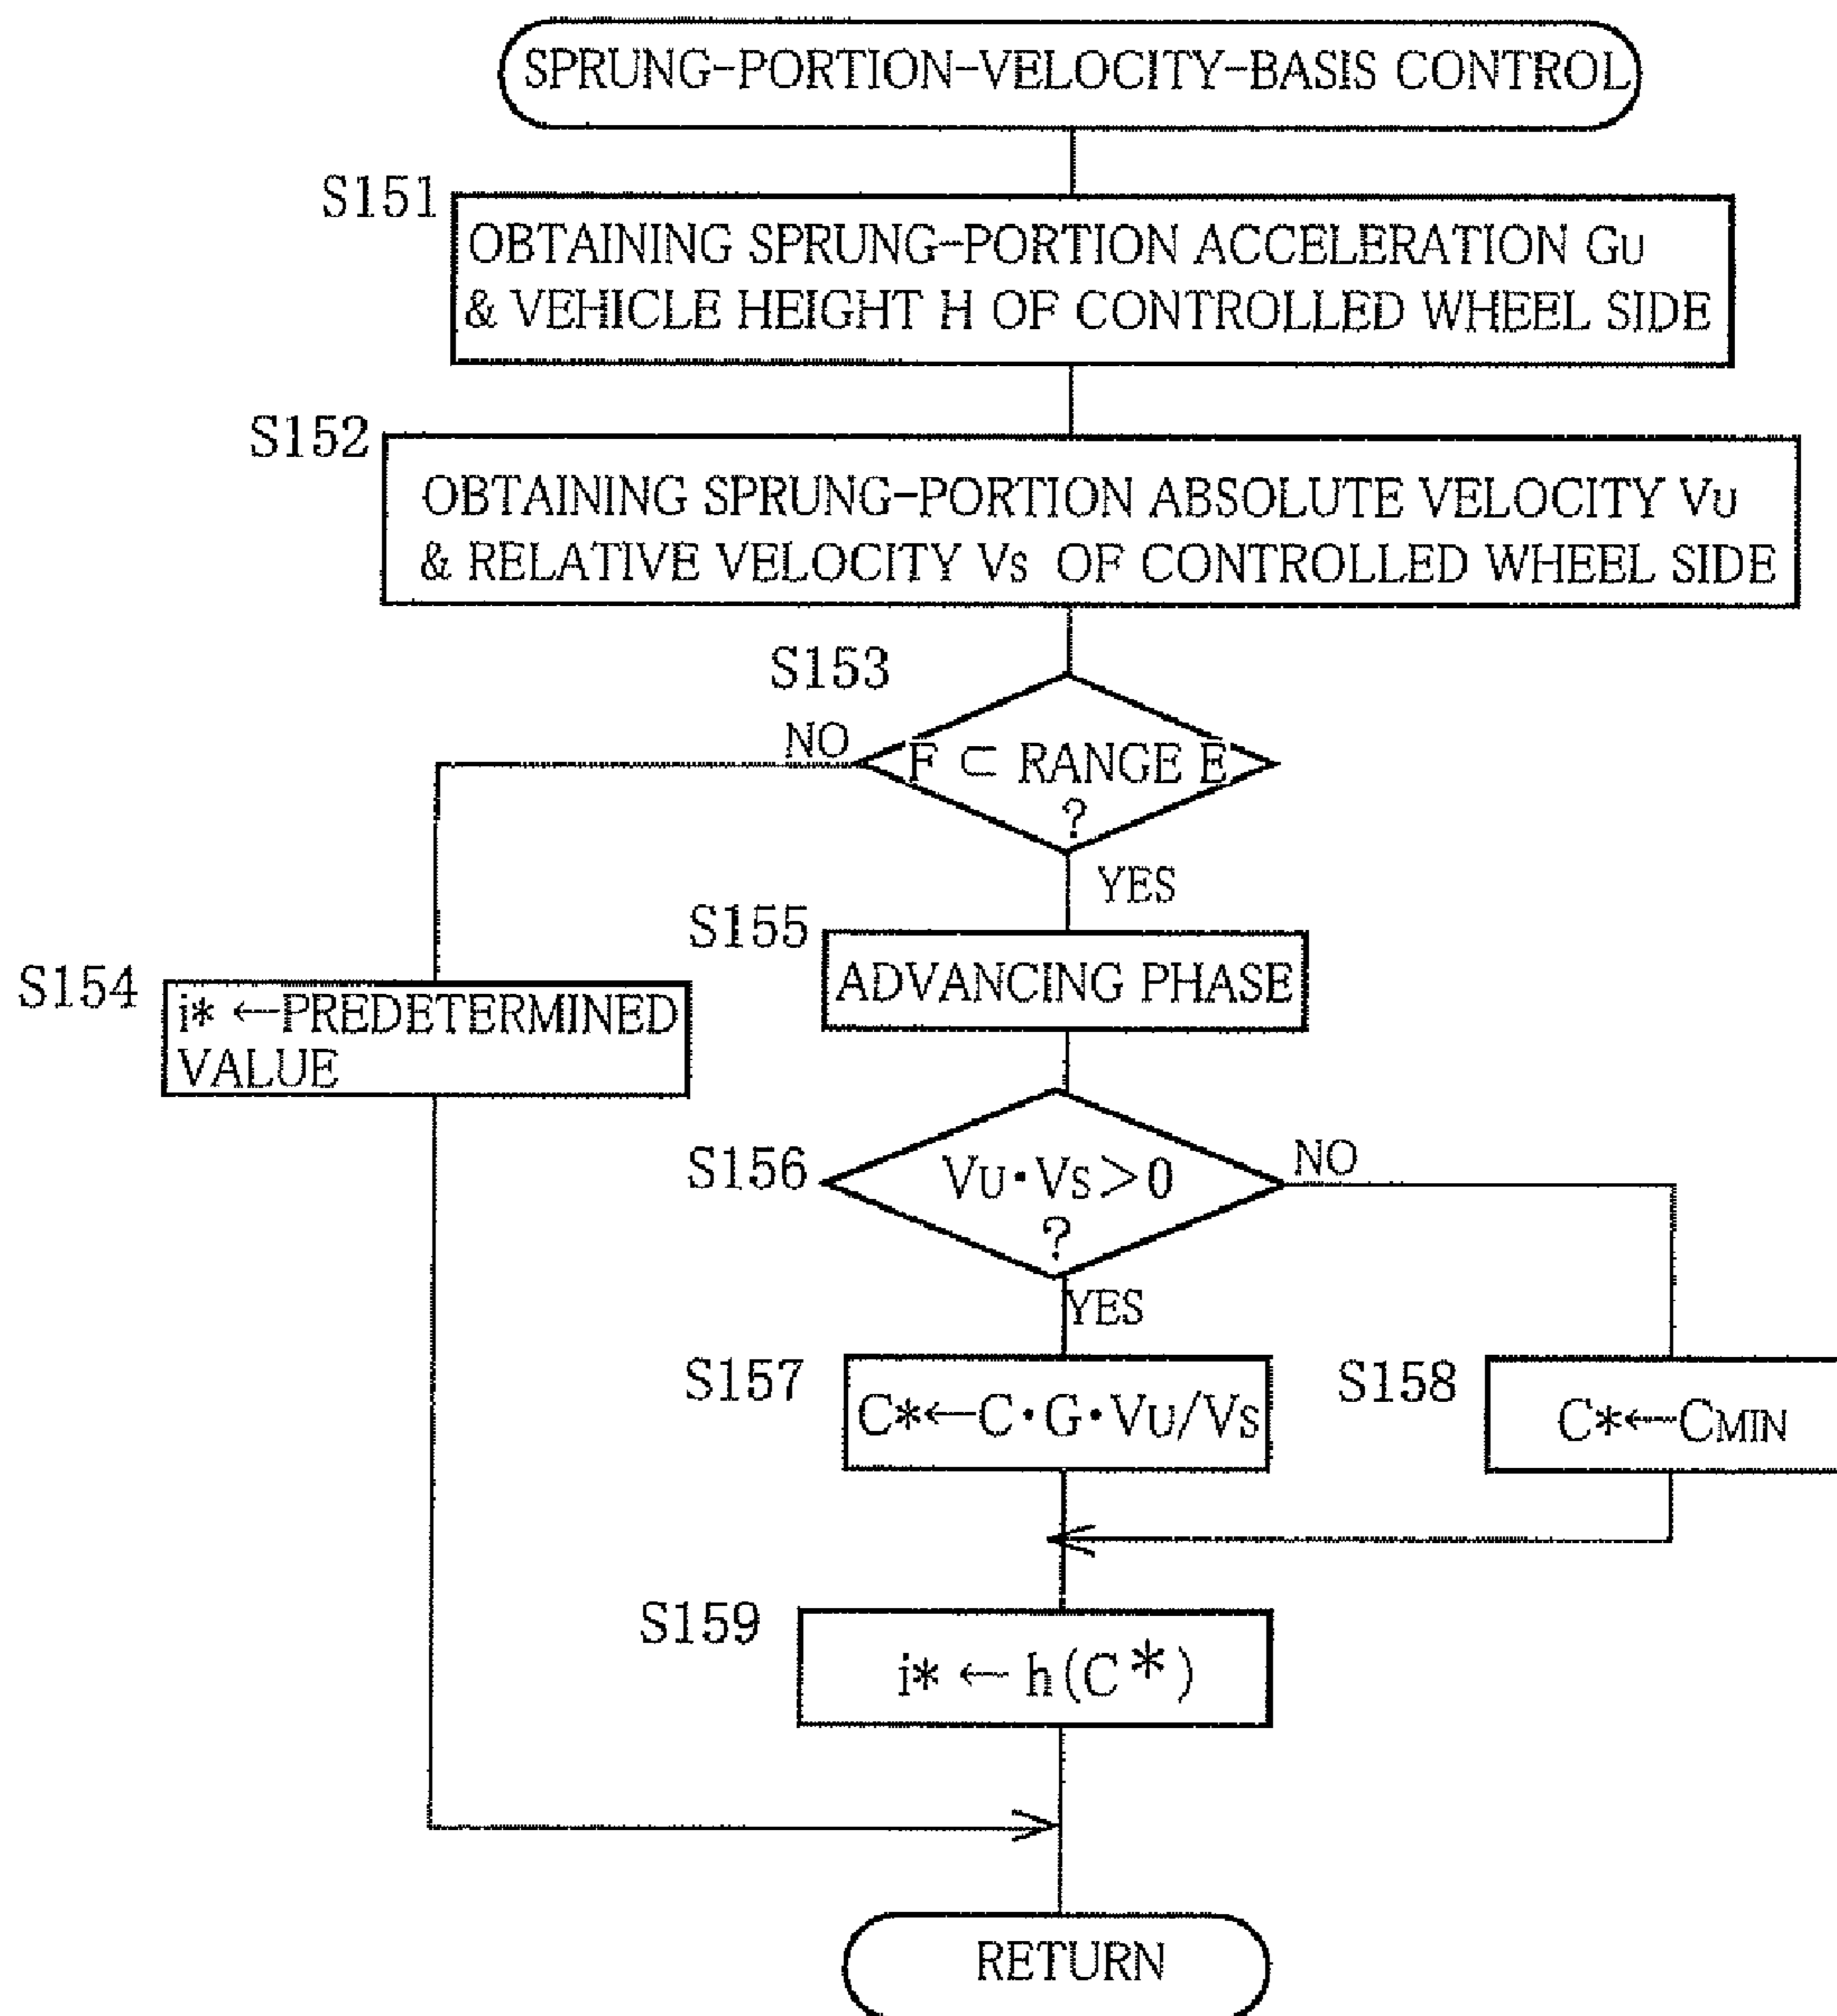 SPRUNG-PORTION-VELOCITY-BASIS CONTROL
S151
OBTAINING SPRUNG-PORTION ACCELERATION GU
& VEHICLE HEIGHT H OF CONTROLLED WHEEL SIDE
S152
OBTAINING SPRUNG-PORTION ABSOLUTE VELOCITY VU
& RELATIVE VELOCITY VS OF CONTROLLED WHEEL SIDE
S153
NO
F ⊂ RANGE E
?
YES
S155
ADVANCING PHASE
S154
i* ←PREDETERMINED
VALUE
S156
VU·VS>0
?
NO
YES
S157
C*←C·G·VU/VS
S158
C*←CMIN
S159
i* ← h(C*)
RETURN